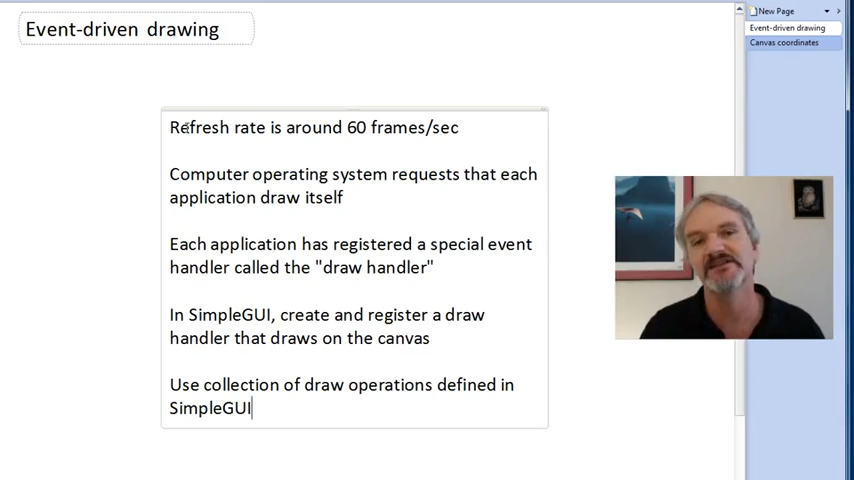 Event-driven drawing
New Page
Event-driven drawing
Canvas coordinates
Refresh rate is around 60 frames/sec
Computer operating system requests that each
application draw itself
Each application has registered a special event
handler called the "draw handler"
In SimpleGUI, create and register a draw
handler that draws on the canvas
Use collection of draw operations defined in
SimpleGUI